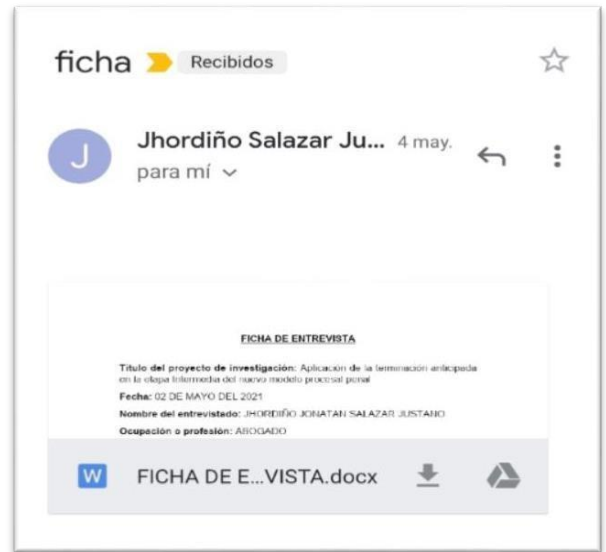 ficha Recibidos
J
Jhordiño Salazar Ju... 4 may.
para mí
FICHA DE ENTREVISTA
Título del proyecto de investigación: Aplicación de la terminación anticipada
en la etapa Intermedia del nuevo modelo procesal penal
Fecha: 02 DE MAYO DEL 2021
Nombre del entrevistado: JHORDIÑO JONATAN SALAZAR JUSTANO
Ocupación o profesión: ABOGADO
W FICHA DE E...VISTA.docx